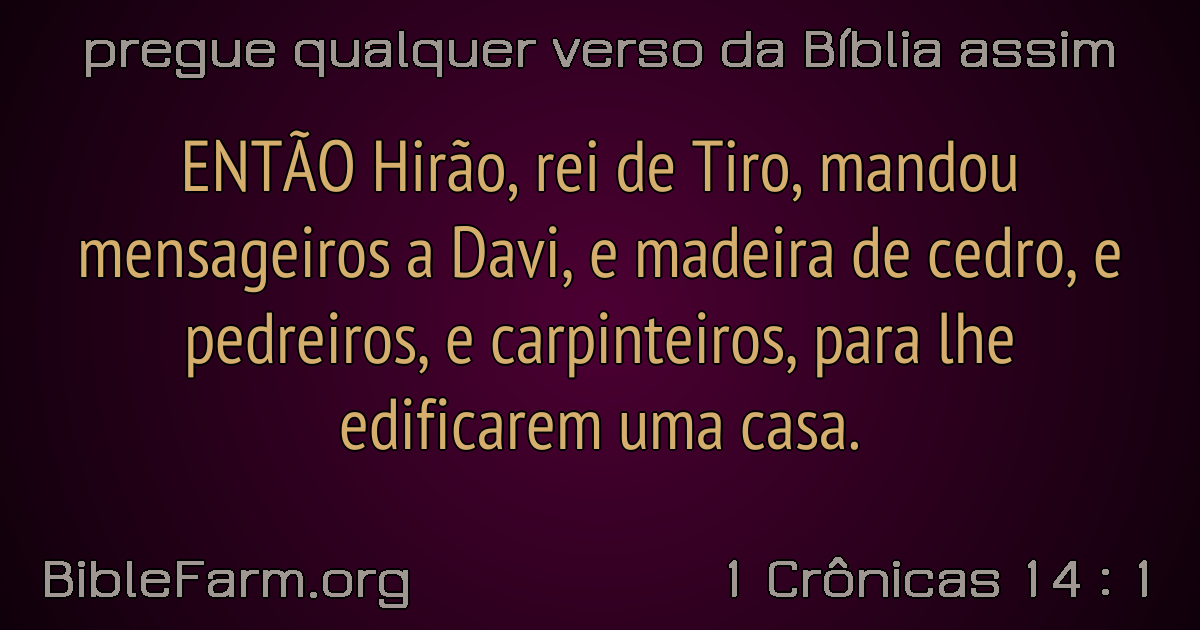 pregue qualquer verso da Bíblia assim
ENTÃO Hirão, rei de Tiro, mandou
mensageiros a Davi, e madeira de cedro, e
pedreiros, e carpinteiros, para lhe
edificarem uma casa.
BibleFarm.org
1 Crônicas 14 : 1